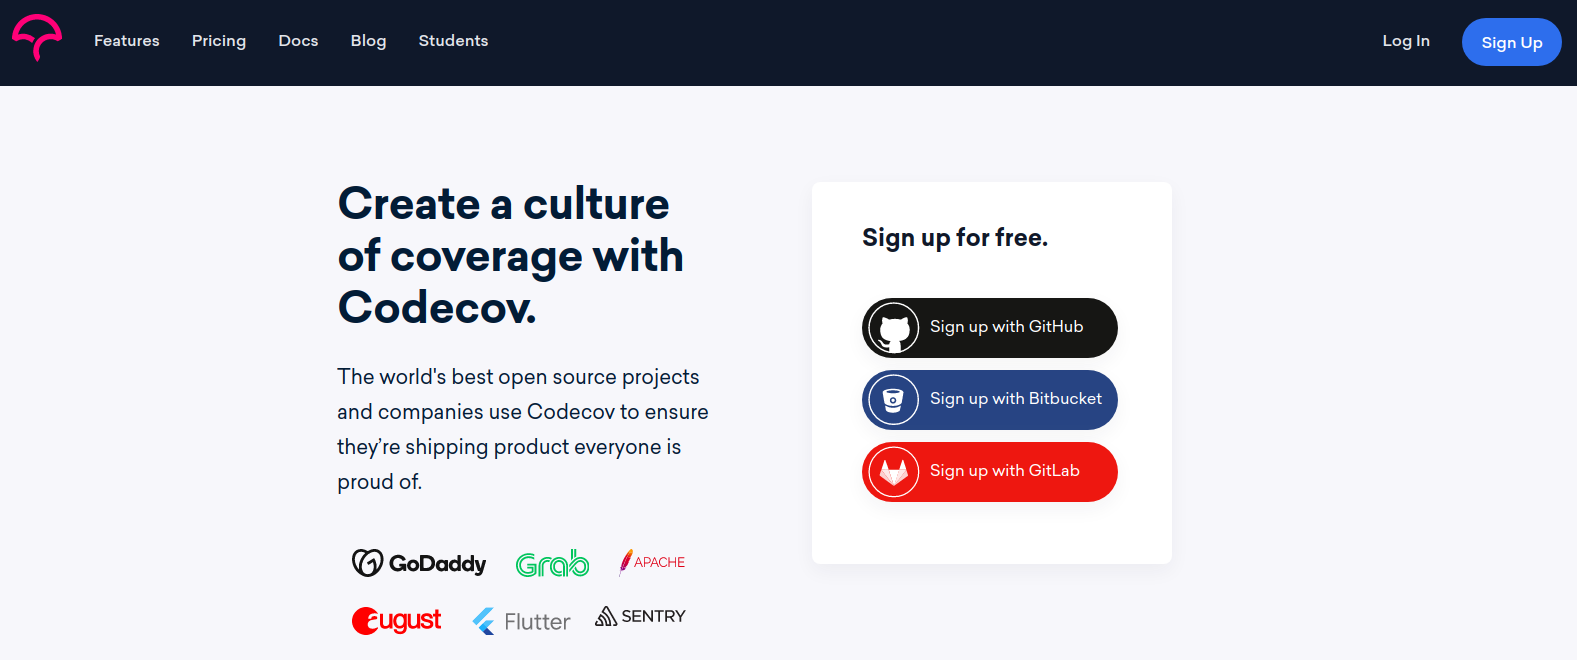 Features Pricing Docs Blog Students Log In Sign Up
Create a culture
of coverage with
Codecov.
The world's best open source projects
and companies use Codecov to ensure
they’re shipping product everyone is
proud of.
GoDaddy Grab APACHE
august Flutter SENTRY
Sign up for free.
Sign up with GitHub
Sign up with Bitbucket
Sign up with GitLab